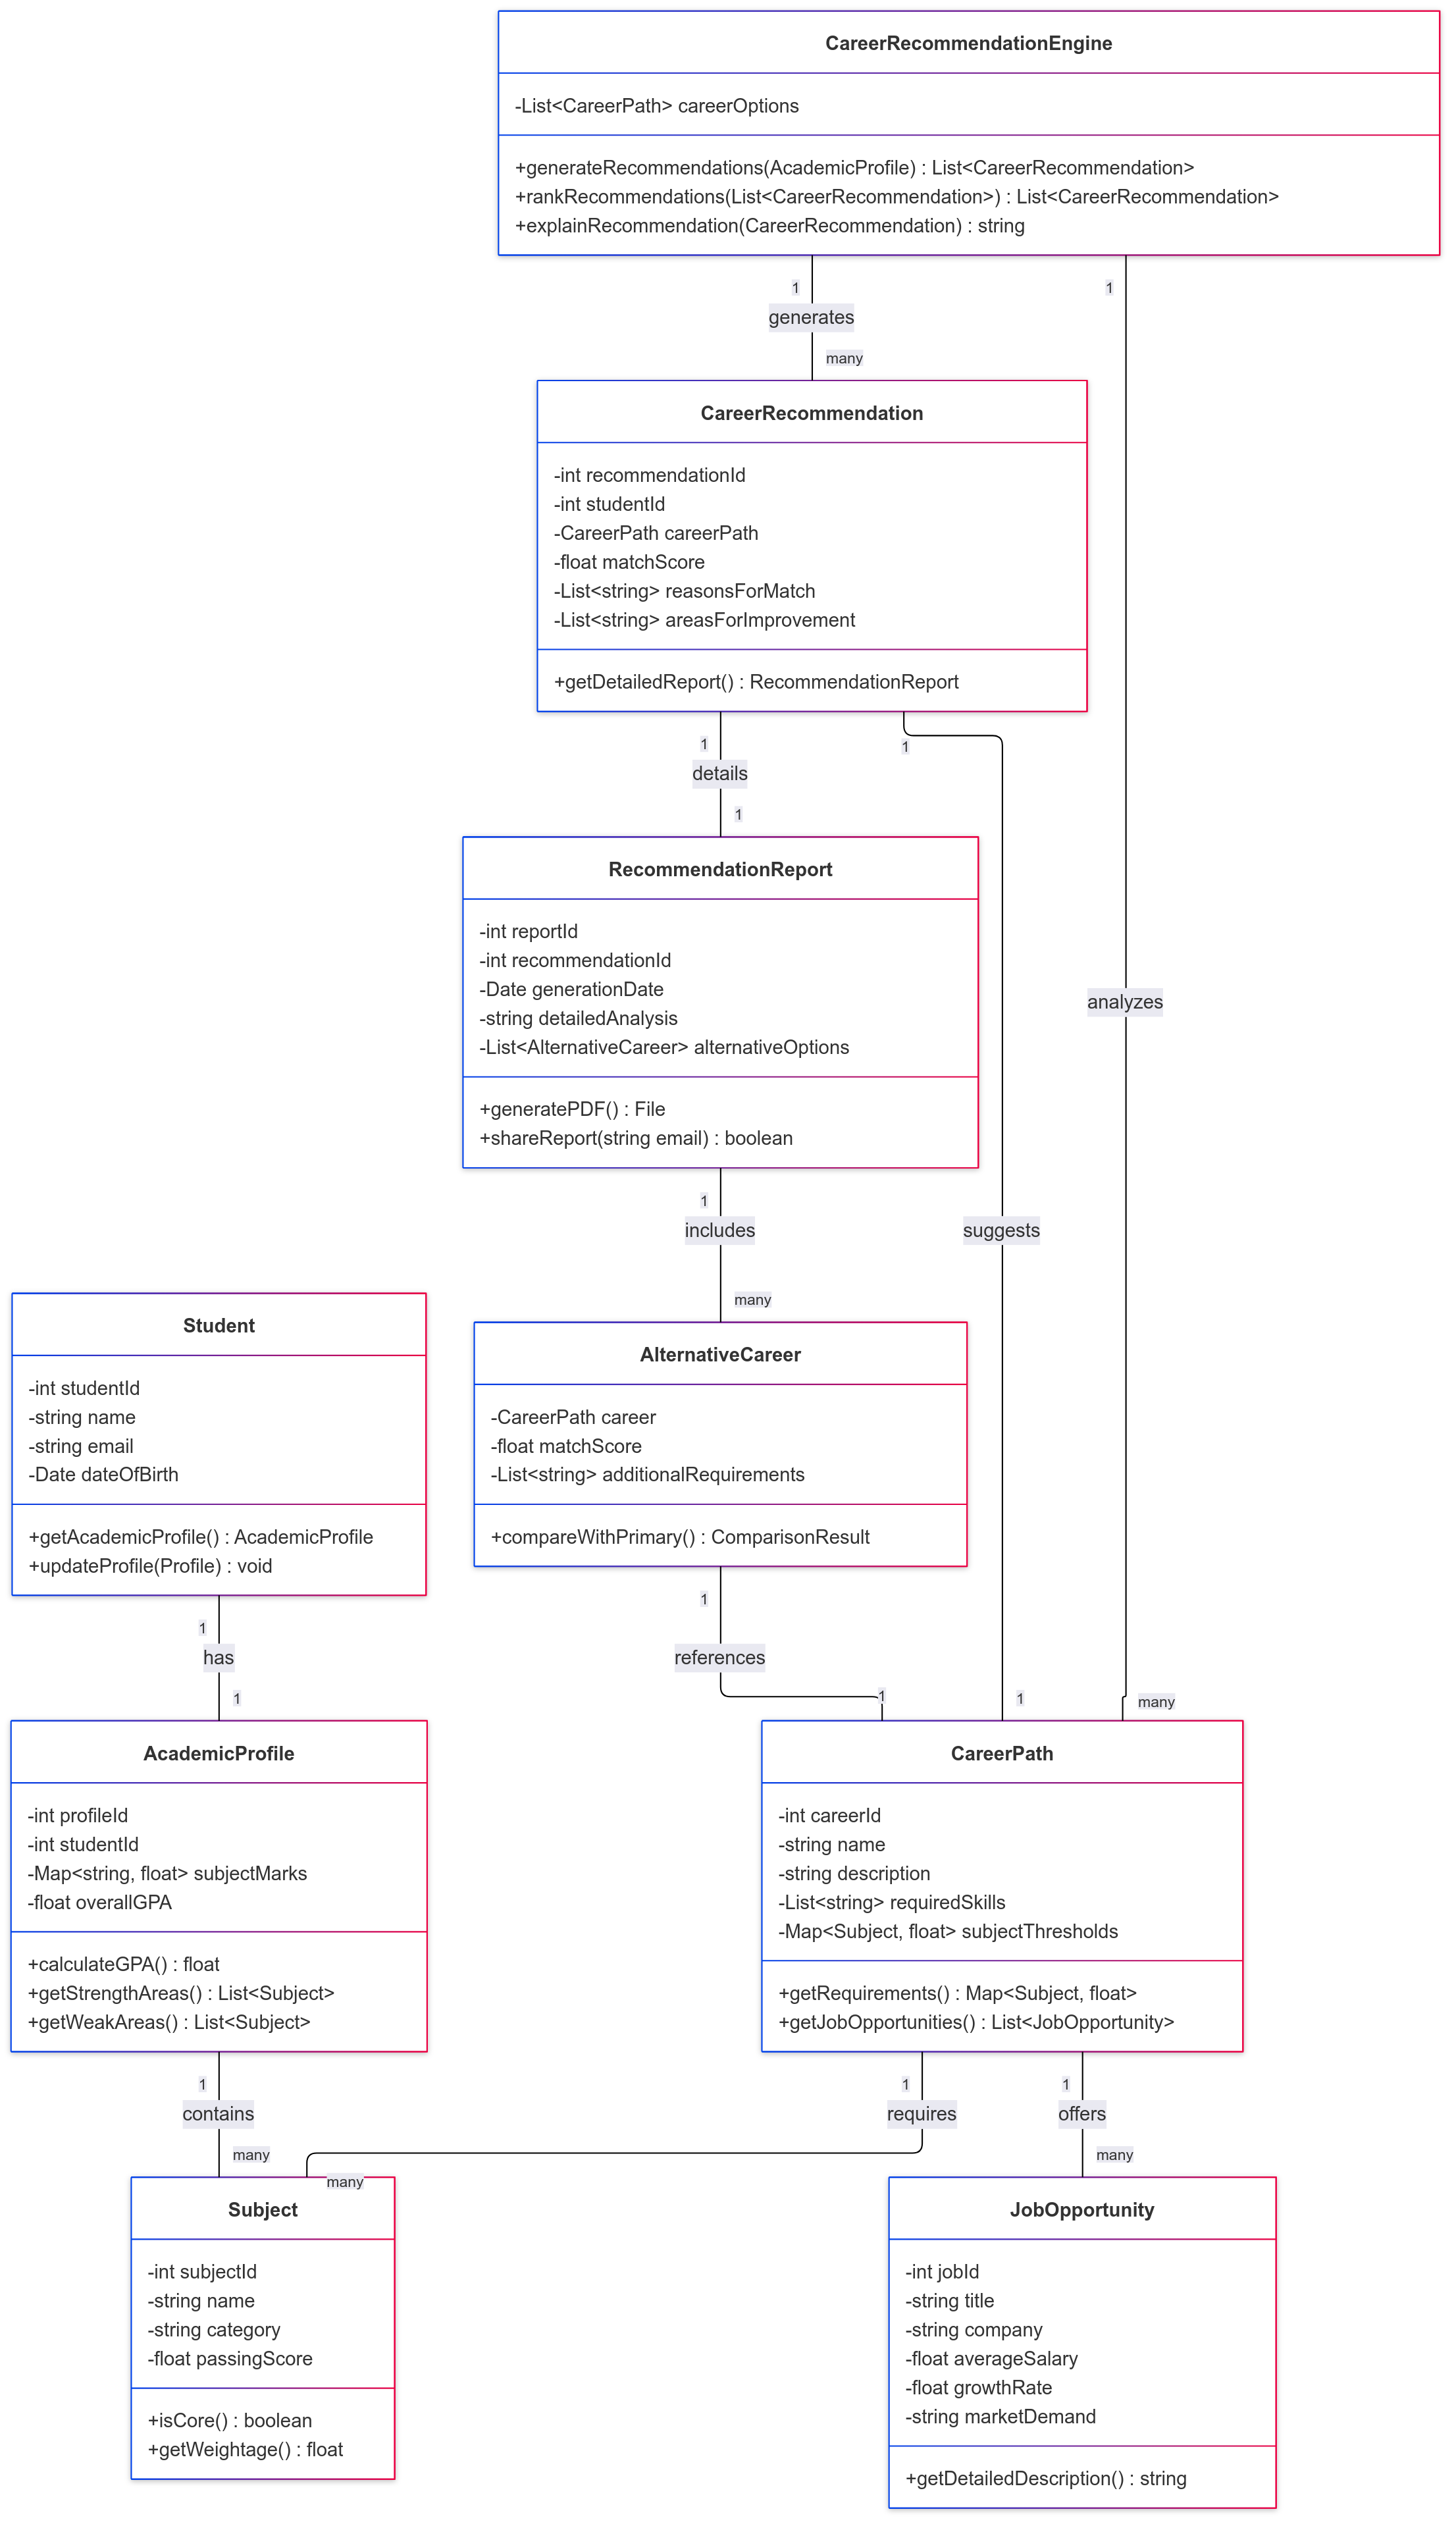 CareerRecommendationEngine
-List<CareerPath> careerOptions
+generateRecommendations(AcademicProfile) : List<CareerRecommendation>
+rankRecommendations(List<CareerRecommendation>) : List<CareerRecommendation>
+explainRecommendation(CareerRecommendation) : string
1
1
generates
many
CareerRecommendation
-int recommendationId
-int studentId
-CareerPath careerPath
-float matchScore
-List<string> reasonsForMatch
-List<string> areasForImprovement
+getDetailedReport() : RecommendationReport
1
1
details
1
RecommendationReport
-int reportId
-int recommendationId
-Date generationDate
-string detailedAnalysis
-List<AlternativeCareer> alternativeOptions
+generatePDF() : File
+shareReport(string email) : boolean
analyzes
1
includes
suggests
many
Student
-int studentId
-string name
-string email
-Date dateOfBirth
+getAcademicProfile() : AcademicProfile
+updateProfile(Profile) : void
AlternativeCareer
-CareerPath career
-float matchScore
-List<string> additionalRequirements
+compareWithPrimary() : ComparisonResult
1
has
1
1
references
1
1
many
AcademicProfile
-int profileId
-int studentId
-Map<string, float> subjectMarks
-float overallGPA
+calculateGPA() : float
+getStrengthAreas() : List<Subject>
+getWeakAreas() : List<Subject>
CareerPath
-int careerId
-string name
-string description
-List<string> requiredSkills
-Map<Subject, float> subjectThresholds
+getRequirements() : Map<Subject, float>
+getJobOpportunities() : List<JobOpportunity>
1
contains
many
1
requires
many
1
offers
many
Subject
-int subjectId
-string name
-string category
-float passingScore
+isCore() : boolean
+getWeightage() : float
JobOpportunity
-int jobId
-string title
-string company
-float averageSalary
-float growthRate
-string marketDemand
+getDetailedDescription() : string